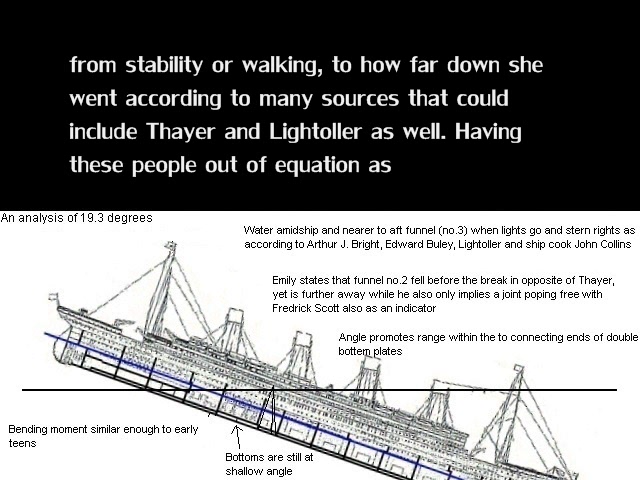 from stability or walking, to how far down she
went according to many sources that could
include Thayer and Lightoller as well. Having
these people out of equation as
An analysis of 19.3 degrees
Water amidship and nearer to aft funnel (no.3) when lights go and stern rights as
according to Arthur J. Bright, Edward Buley, Lightoller and ship cook John Collins
Emily states that funnel no.2 fell before the break in opposite of Thayer,
yet is further away while he also only implies a joint poping free with
Fredrick Scott also as an indicator
Angle promotes range within the to connecting ends of double
bottem plates
Bending moment similar enough to early
teens
Bottoms are still at
shallow angle